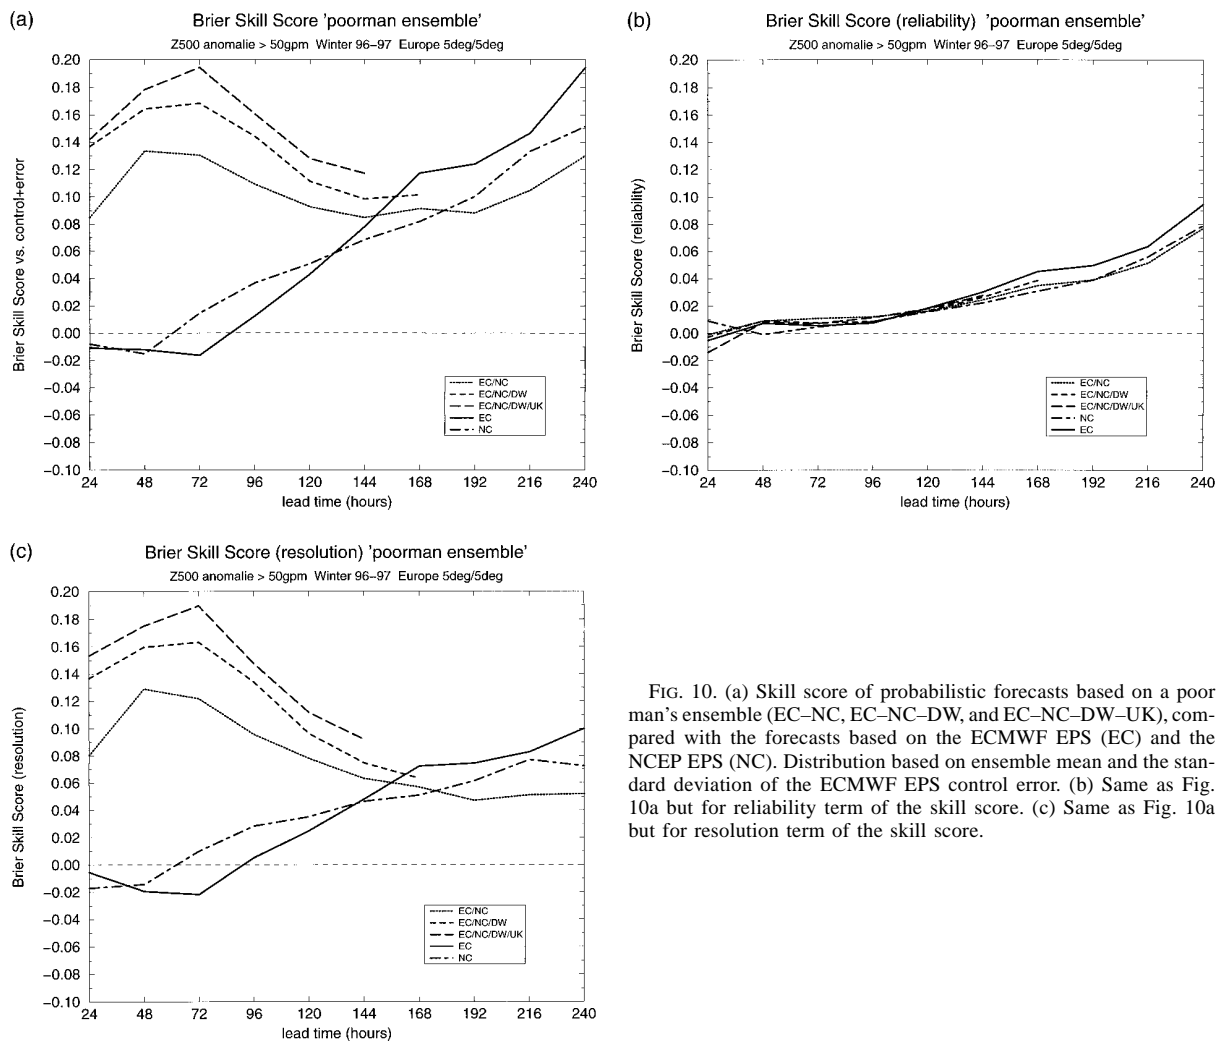 (a)
Brier Skill Score 'poorman ensemble'
Z500 anomalie > 50gpm Winter 96–97 Europe 5deg/5deg
Brier Skill Score vs. control+error
0.20
0.18
0.16
0.14
0.12
0.10
0.08
0.06
0.04
0.02
0.00
−0.02
−0.04
−0.06
−0.08
−0.10
EC/NC
EC/NC/DW
EC/NC/DW/UK
EC
NC
24 48 72 96 120 144 168 192 216 240
lead time (hours)
(b)
Brier Skill Score (reliability) 'poorman ensemble'
Z500 anomalie > 50gpm Winter 96–97 Europe 5deg/5deg
Brier Skill Score (reliability)
0.20
0.18
0.16
0.14
0.12
0.10
0.08
0.06
0.04
0.02
0.00
−0.02
−0.04
−0.06
−0.08
−0.10
EC/NC
EC/NC/DW
EC/NC/DW/UK
NC
EC
24 48 72 96 120 144 168 192 216 240
lead time (hours)
(c)
Brier Skill Score (resolution) 'poorman ensemble'
Z500 anomalie > 50gpm Winter 96–97 Europe 5deg/5deg
Brier Skill Score (resolution)
0.20
0.18
0.16
0.14
0.12
0.10
0.08
0.06
0.04
0.02
0.00
−0.02
−0.04
−0.06
−0.08
−0.10
EC/NC
EC/NC/DW
EC/NC/DW/UK
EC
NC
24 48 72 96 120 144 168 192 216 240
lead time (hours)
FIG. 10. (a) Skill score of probabilistic forecasts based on a poor
man's ensemble (EC–NC, EC–NC–DW, and EC–NC–DW–UK), com-
pared with the forecasts based on the ECMWF EPS (EC) and the
NCEP EPS (NC). Distribution based on ensemble mean and the stan-
dard deviation of the ECMWF EPS control error. (b) Same as Fig.
10a but for reliability term of the skill score. (c) Same as Fig. 10a
but for resolution term of the skill score.